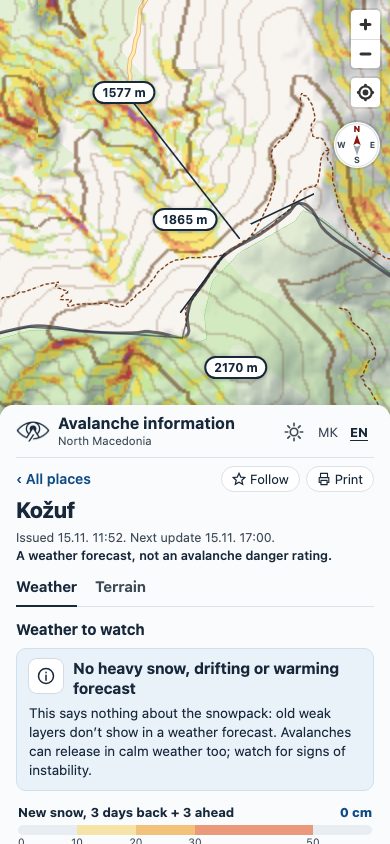 +
−
1577 m
N
W E
S
1865 m
2170 m
Avalanche information
North Macedonia
MK EN
‹ All places
Follow
Print
Kožuf
Issued 15.11. 11:52. Next update 15.11. 17:00.
A weather forecast, not an avalanche danger rating.
Weather Terrain
Weather to watch
No heavy snow, drifting or warming
forecast
This says nothing about the snowpack: old weak
layers don’t show in a weather forecast. Avalanches
can release in calm weather too; watch for signs of
instability.
New snow, 3 days back + 3 ahead 0 cm
0 10 20 30 50